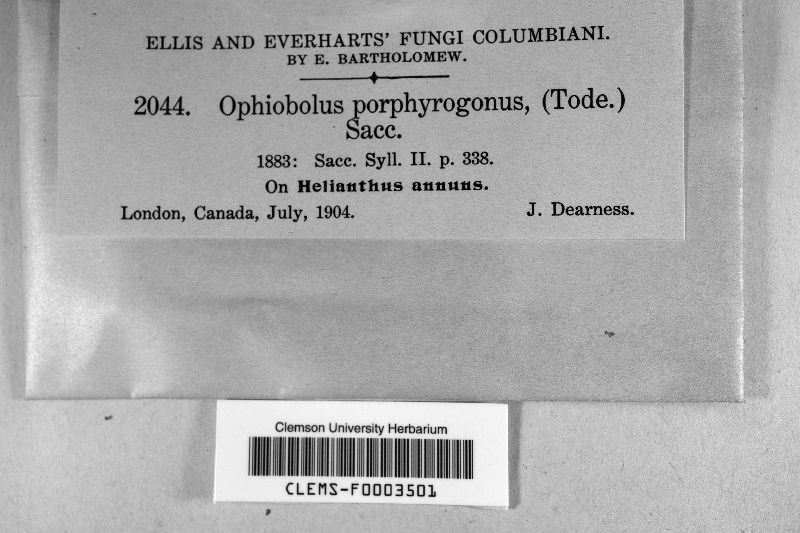 ELLIS AND EVERHARTS' FUNGI COLUMBIANI.
BY E. BARTHOLOMEW.
2044. Ophiobolus porphyrogonus, (Tode.)
Sacc.
1883: Sacc. Syll. II. p. 338.
On Helianthus annuus.
London, Canada, July, 1904. J. Dearness.
Clemson University Herbarium
CLEMS-F0003501